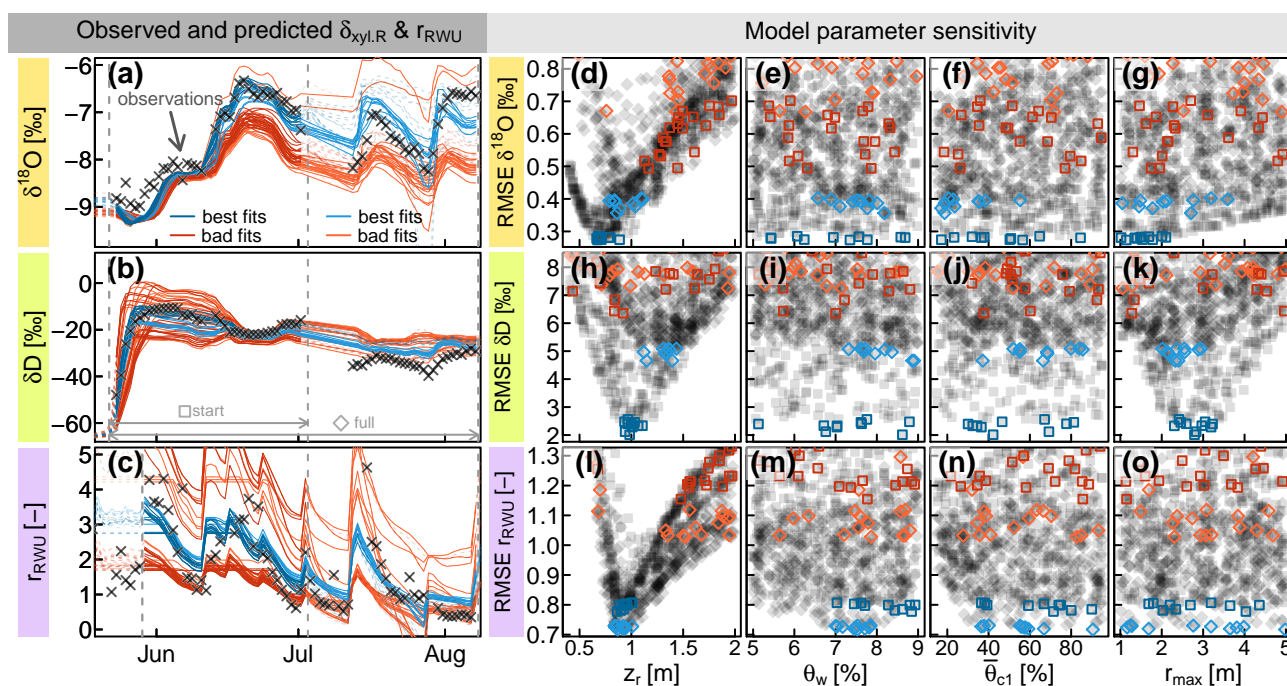 Observed and predicted δxyl.R & rRWU
Model parameter sensitivity
δ18O [‰]
−6
−7
−8
−9
(a)
observations
best fits
bad fits
best fits
bad fits
RMSE δ18O [‰]
0.8
0.7
0.6
0.5
0.4
0.3
(d)
(e)
(f)
(g)
δD [‰]
0
−20
−40
−60
(b)
start
full
RMSE δD [‰]
8
7
6
5
4
3
2
(h)
(i)
(j)
(k)
rRWU [−]
5
4
3
2
1
0
(c)
Jun
Jul
Aug
RMSE rRWU [−]
1.3
1.2
1.1
1.0
0.9
0.8
0.7
(l)
(m)
(n)
(o)
0.5
1
1.5
2
zr [m]
5
6
7
8
9
θw [%]
20
40
60
80
θ̅c1 [%]
1
2
3
4
5
rmax [m]